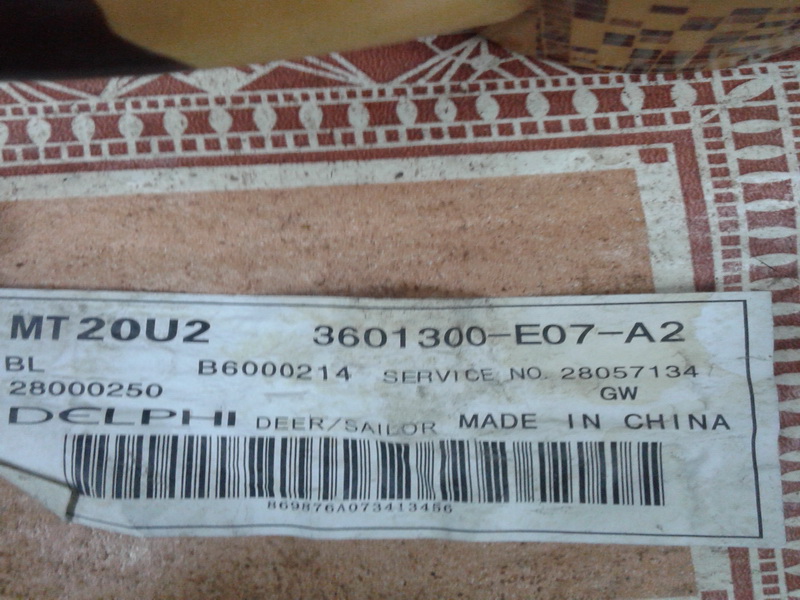 MT20U2 3601300-E07-A2
BL B6000214 SERVICE NO. 28057134
28000250 GW
DELPHI DEER/SAILOR MADE IN CHINA
869876A073413456